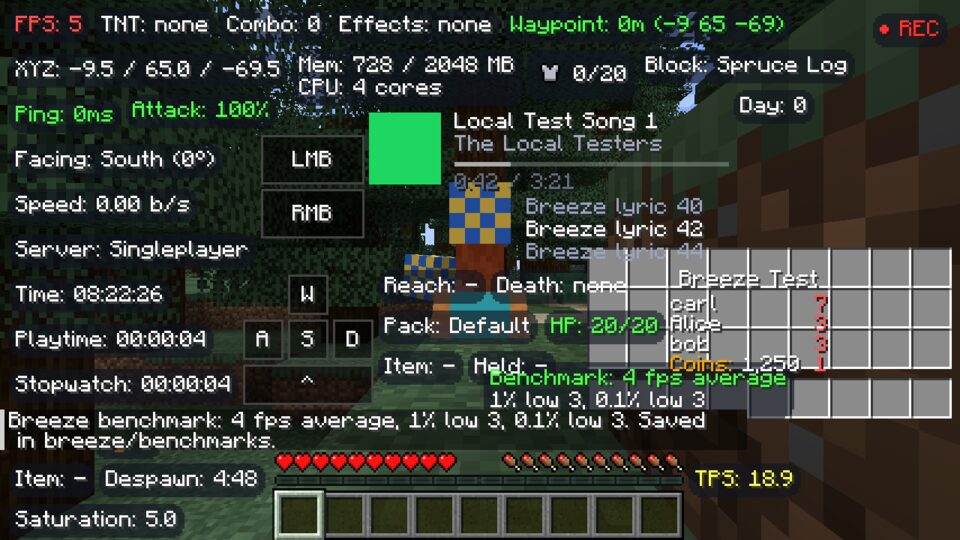 FPS: 5 TNT: none Combo: 0 Effects: none Waypoint: 0m (-9 65 -69) REC
XYZ: -9.5 / 65.0 / -69.5 Mem: 728 / 2048 MB 0/20 Block: Spruce Log
CPU: 4 cores
Ping: 0ms Attack: 100% Day: 0
Local Test Song 1
The Local Testers
0:42 / 3:21
Facing: South (0°) LMB
Speed: 0.00 b/s RMB
Breeze lyric 40
Breeze lyric 42
Breeze lyric 44
Server: Singleplayer
Time: 08:22:26 W
Reach: - Death: none
Breeze Test
carl 7
Alice 3
bob 3
Coins: 1,250 1
Playtime: 00:00:04 A S D
Pack: Default HP: 20/20
Item: - Held: -
Stopwatch: 00:00:04 ^
Benchmark: 4 fps average
1% low 3, 0.1% low 3
Breeze benchmark: 4 fps average, 1% low 3, 0.1% low 3. Saved
in breeze/benchmarks.
Item: - Despawn: 4:48 TPS: 18.9
Saturation: 5.0